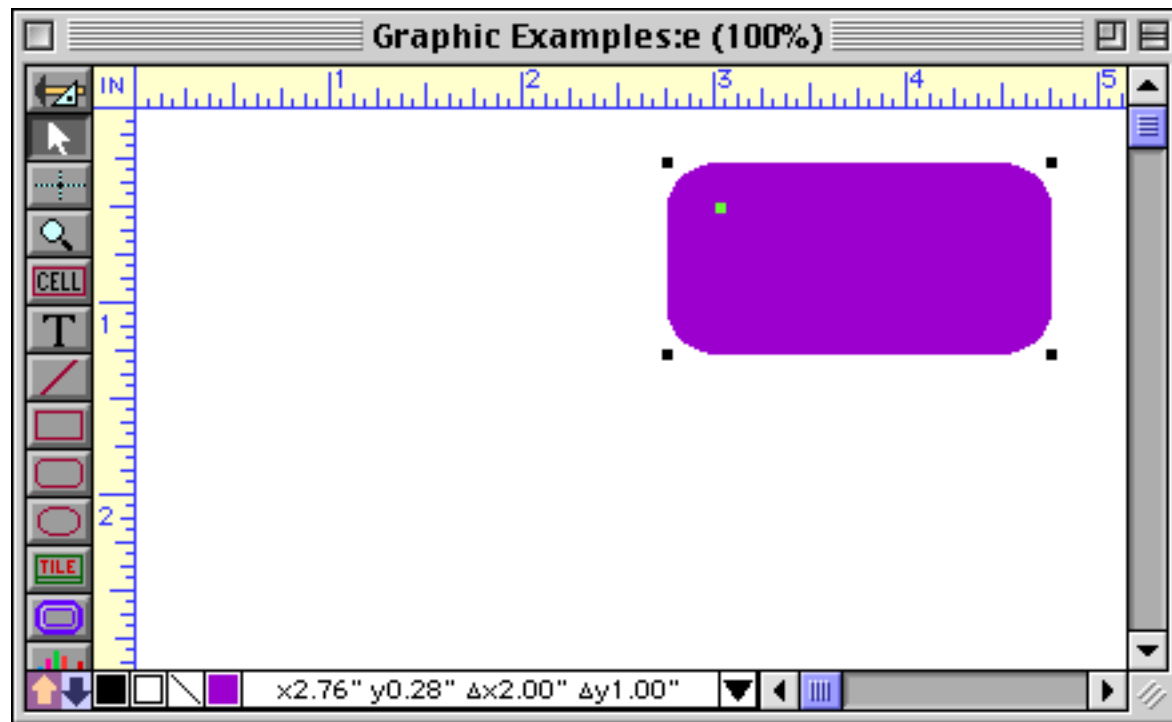 Graphic Examples:e (100%)
IN 1 2 3 4 5
CELL
T
1
2
TILE
x2.76" y0.28" Δx2.00" Δy1.00"